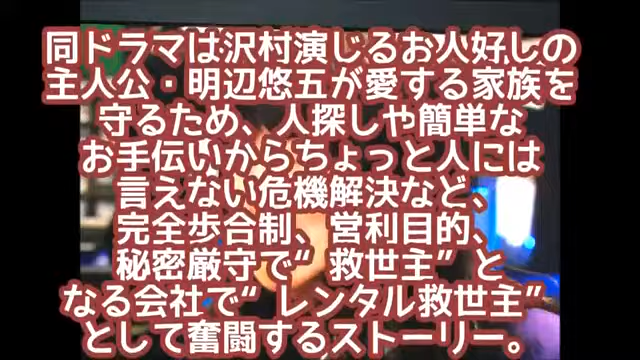 同ドラマは沢村演じるお人好しの
主人公・明辺悠五が愛する家族を
守るため、人探しや簡単な
お手伝いからちょっと人には
言えない危機解決など、
完全歩合制、営利目的、
秘密厳守で“救世主”と
なる会社で“レンタル救世主”
として奮闘するストーリー。